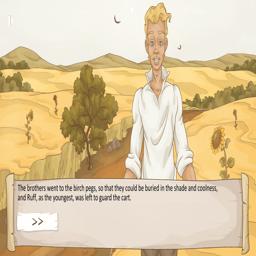 The brothers went to the birch pegs, so that they could be buried in the shade and coolness,
and Ruff, as the youngest, was left to guard the cart.
>>